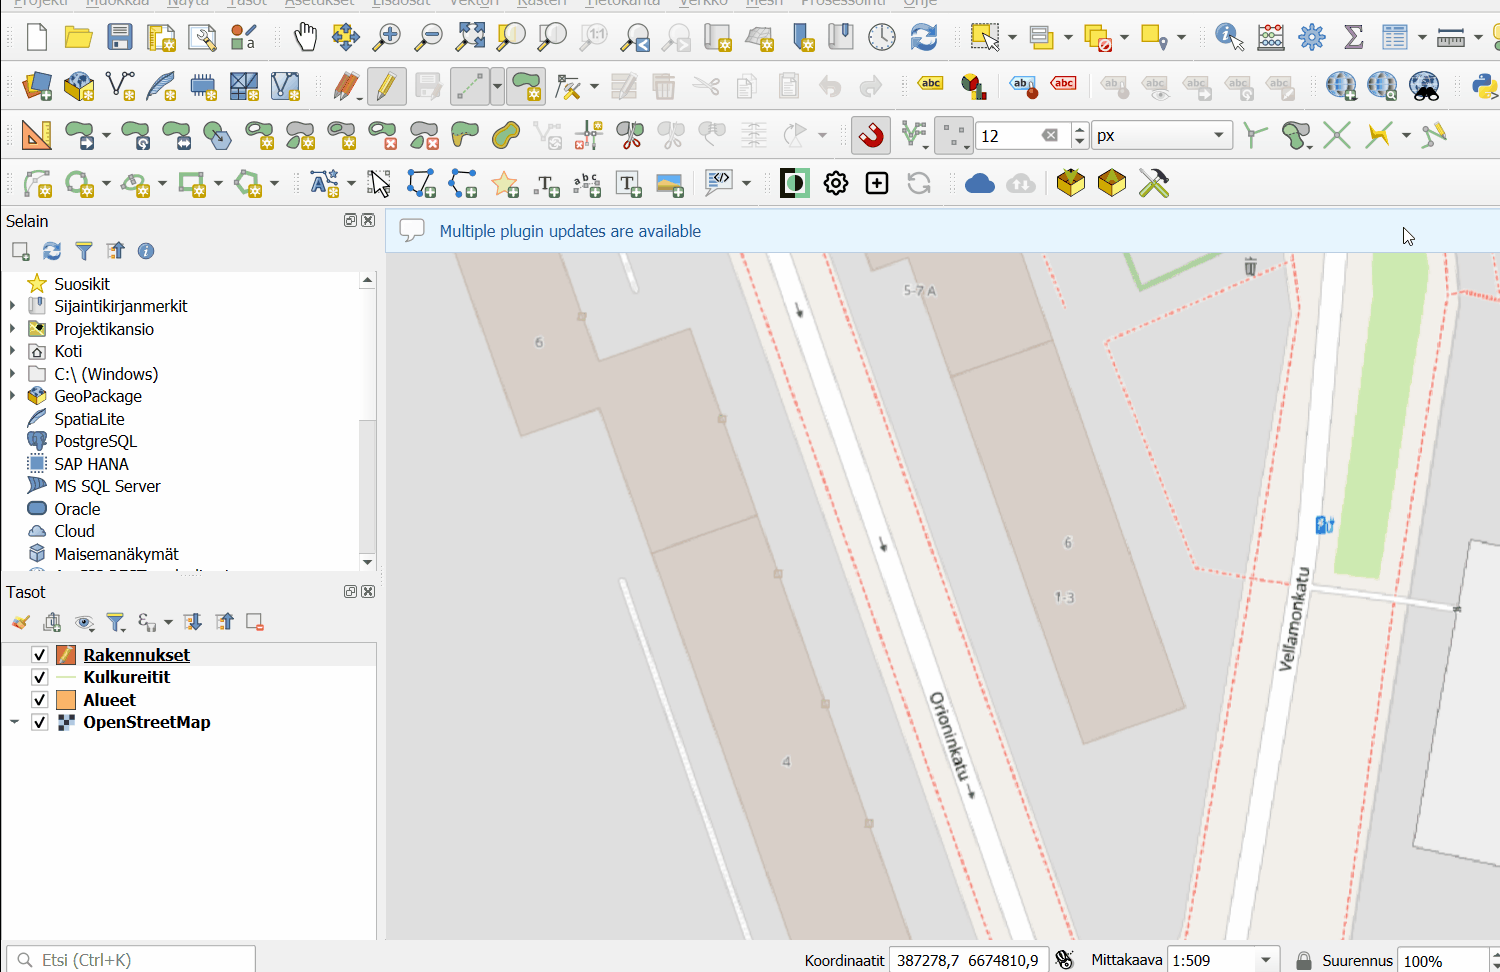 Projekti Muokkaa Näytä Taso Asetukset Lisäosat Vektori Rasteri Tietokanta Verkko Mesh Prosessointi Ohje
12 px
Selain
Multiple plugin updates are available
Suosikit
Sijaintikirjanmerkit
Projektikansio
Koti
C:\ (Windows)
GeoPackage
SpatiaLite
PostgreSQL
SAP HANA
MS SQL Server
Oracle
Cloud
Maisemanäkymät
Tasot
Rakennukset
Kulkureitit
Alueet
OpenStreetMap
5-7 A
6
6
1-3
4
Orioninkatu
Vellamonkatu
Etsi (Ctrl+K)
Koordinaatit 387278,7 6674810,9 Mittakaava 1:509 Suurennus 100%